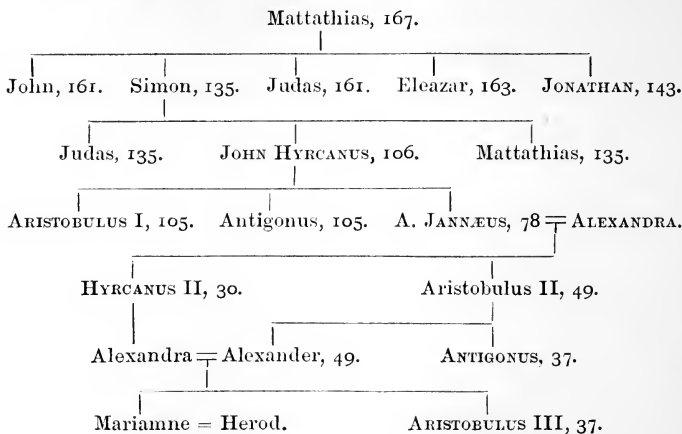 Mattathias, 167.
John, 161. Simon, 135. Judas, 161. Eleazar, 163. JONATHAN, 143.
Judas, 135. JOHN HYRCANUS, 106. Mattathias, 135.
ARISTOBULUS I, 105. Antigonus, 105. A. JANNÆUS, 78 = ALEXANDRA.
HYRCANUS II, 30. Aristobulus II, 49.
Alexandra = Alexander, 49. ANTIGONUS, 37.
Mariamne = Herod. ARISTOBULUS III, 37.